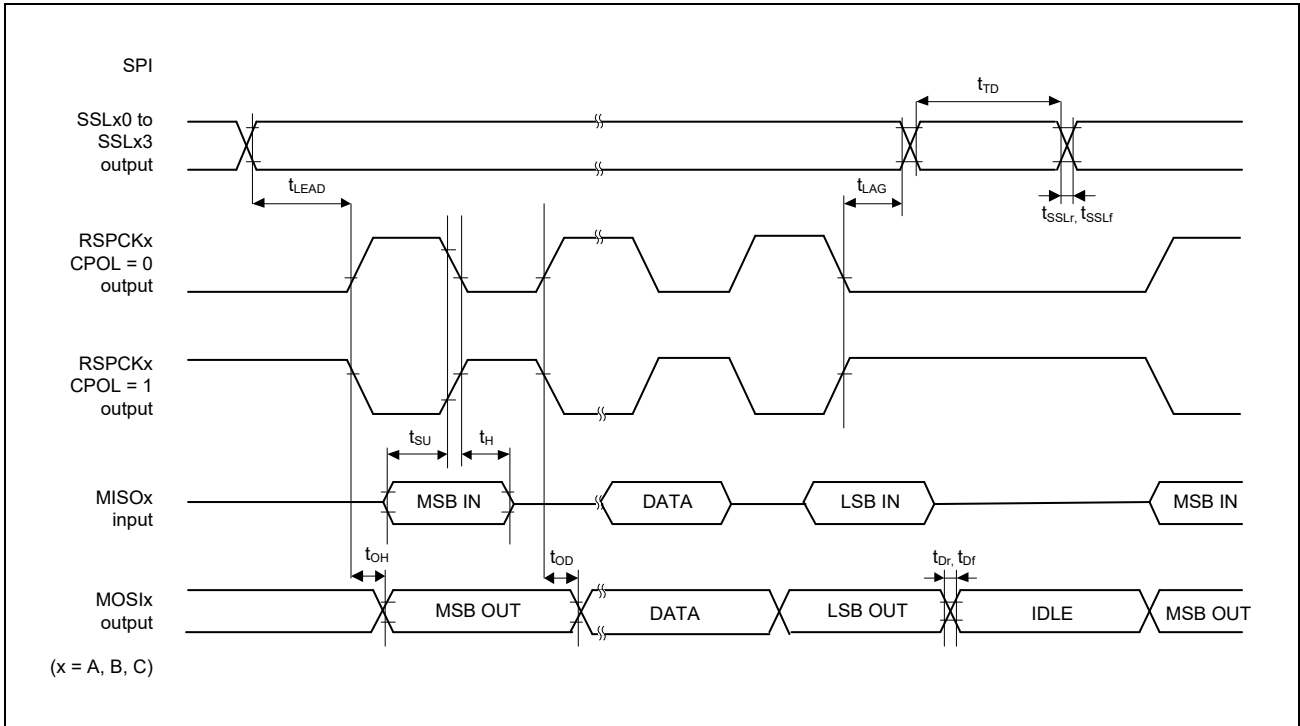 SPI
SSLx0 to
SSLx3
output
tTD
tLEAD
tLAG
tSSLr, tSSLf
RSPCKx
CPOL = 0
output
RSPCKx
CPOL = 1
output
tSU
tH
MISOx
input
MSB IN
DATA
LSB IN
MSB IN
tOH
tOD
tDr, tDf
MOSIx
output
MSB OUT
DATA
LSB OUT
IDLE
MSB OUT
(x = A, B, C)